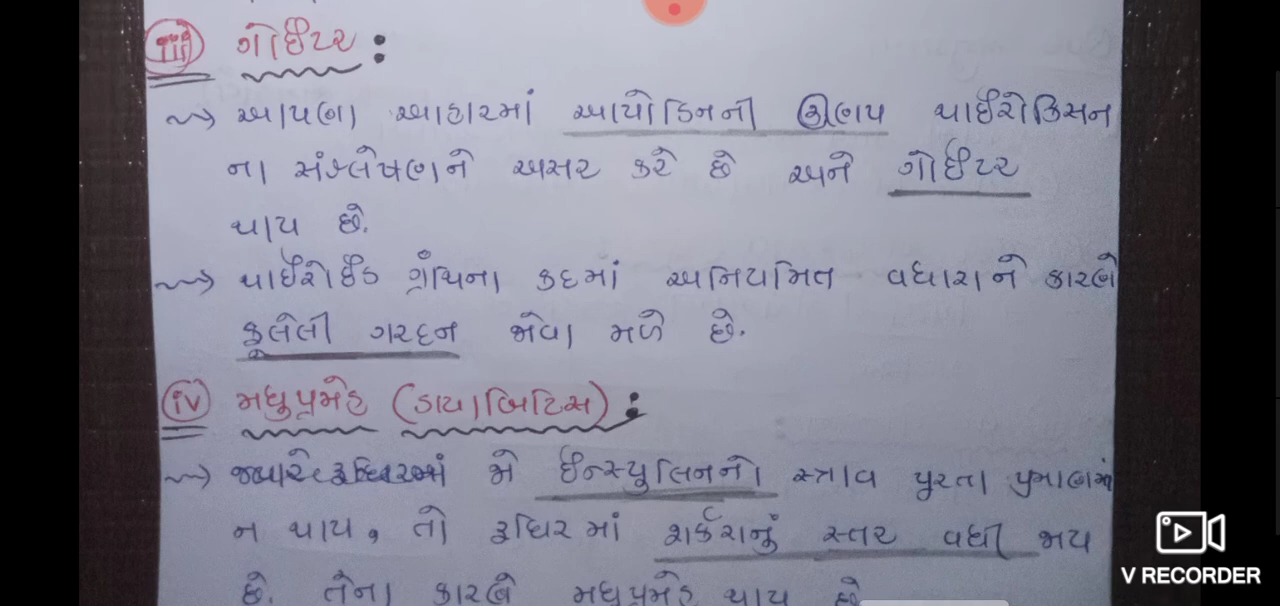 iii ગોઈટર :
~~> આપણા આહારમાં આયોડિનની ઊણપ થાઈરોક્સિન
ના સંશ્લેષણને અસર કરે છે અને ગોઈટર
થાય છે.
~~> થાઈરોઈડ ગ્રંથિના કદમાં અનિયમિત વધારાને કારણે
ફૂલેલી ગરદન જોવા મળે છે.
iv મધુપ્રમેહ (ડાયાબિટિસ) :
~~> જો ઈન્સ્યુલિનનો સ્ત્રાવ પૂરતા પ્રમાણમાં
ન થાય, તો રૂધિરમાં શર્કરાનું સ્તર વધી જાય
છે. તેના કારણે મધુપ્રમેહ થાય છે
V RECORDER